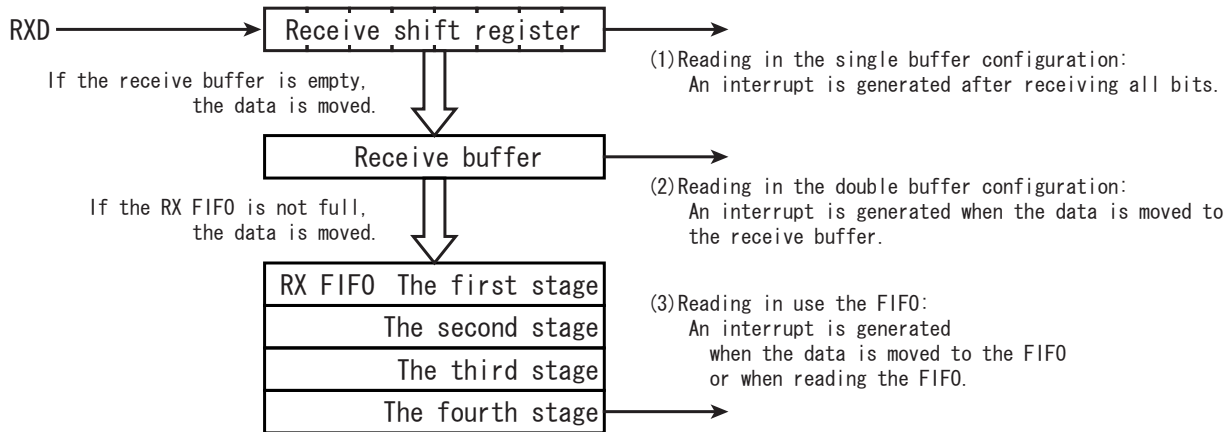 RXD
Receive shift register
(1)Reading in the single buffer configuration:
An interrupt is generated after receiving all bits.
If the receive buffer is empty,
the data is moved.
Receive buffer
(2)Reading in the double buffer configuration:
An interrupt is generated when the data is moved to
the receive buffer.
If the RX FIFO is not full,
the data is moved.
RX FIFO The first stage
The second stage
The third stage
The fourth stage
(3)Reading in use the FIFO:
An interrupt is generated
when the data is moved to the FIFO
or when reading the FIFO.